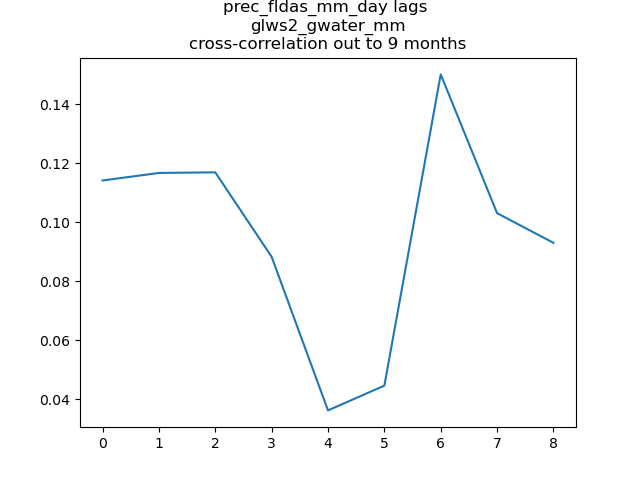 prec_fldas_mm_day lags
glws2_gwater_mm
cross-correlation out to 9 months
0.14
0.12
0.10
0.08
0.06
0.04
0 1 2 3 4 5 6 7 8